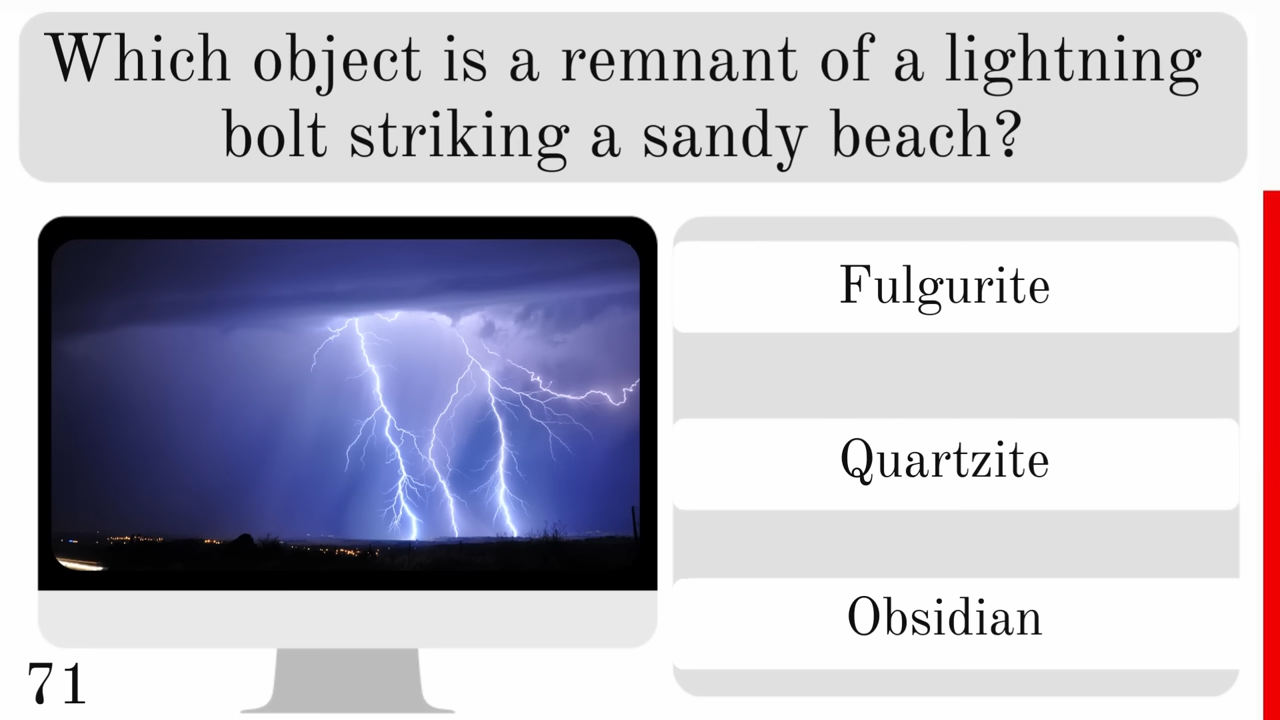 Which object is a remnant of a lightning
bolt striking a sandy beach?
Fulgurite
Quartzite
Obsidian
71